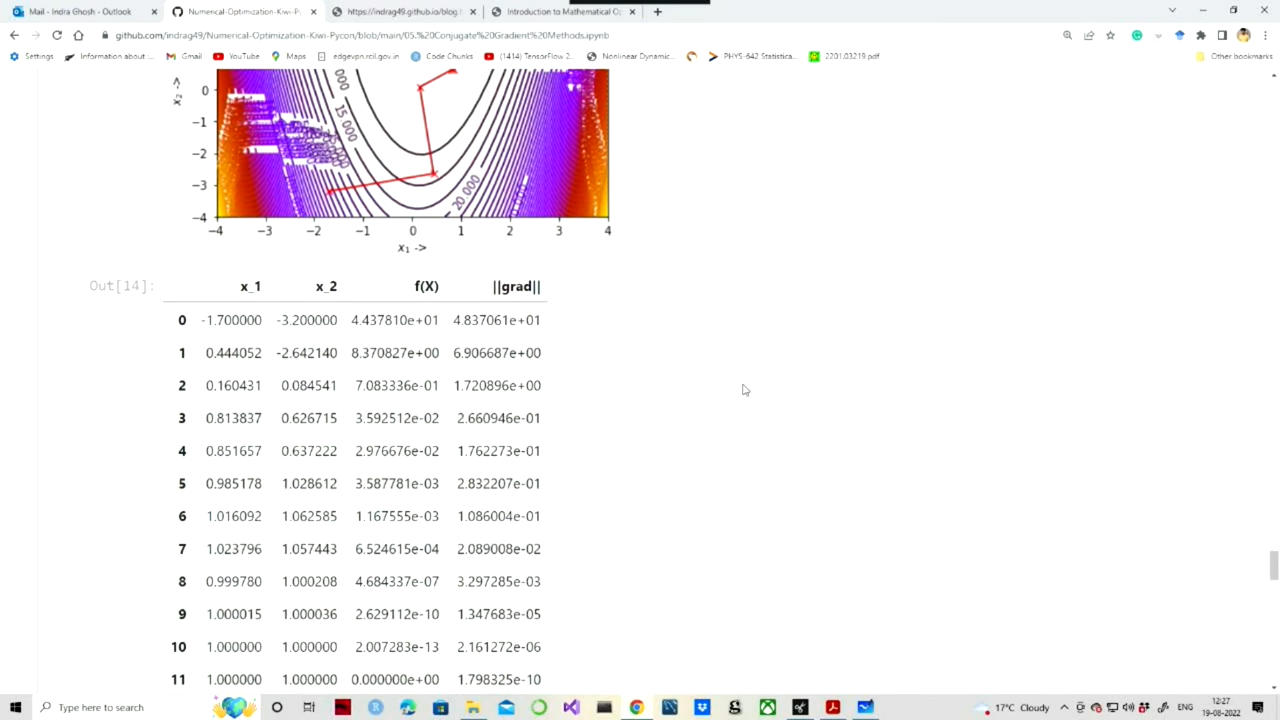 Mail - Indra Ghosh - Outlook
Numerical-Optimization-Kiwi-P
https://indrag49.github.io/blog.h
Introduction to Mathematical Op
github.com/indrag49/Numerical-Optimization-Kiwi-Pycon/blob/main/05.%20Conjugate%20Gradient%20Methods.ipynb
Settings
Information about ...
Gmail
YouTube
Maps
edgevpn.rcil.gov.in
Code Chunks
(1414) TensorFlow 2...
Nonlinear Dynamic...
PHYS-642 Statistica...
2201.03219.pdf
Other bookmarks
x₂ ->
0
−1
−2
−3
−4
000
15 000
20 000
−4 −3 −2 −1 0 1 2 3 4
x₁ ->
Out[14]:
x_1 x_2 f(X) ||grad||
0 -1.700000 -3.200000 4.437810e+01 4.837061e+01
1 0.444052 -2.642140 8.370827e+00 6.906687e+00
2 0.160431 0.084541 7.083336e-01 1.720896e+00
3 0.813837 0.626715 3.592512e-02 2.660946e-01
4 0.851657 0.637222 2.976676e-02 1.762273e-01
5 0.985178 1.028612 3.587781e-03 2.832207e-01
6 1.016092 1.062585 1.167555e-03 1.086004e-01
7 1.023796 1.057443 6.524615e-04 2.089008e-02
8 0.999780 1.000208 4.684337e-07 3.297285e-03
9 1.000015 1.000036 2.629112e-10 1.347683e-05
10 1.000000 1.000000 2.007283e-13 2.161272e-06
11 1.000000 1.000000 0.000000e+00 1.798325e-10
Type here to search
17°C Cloudy
ENG
12:27
19-08-2022